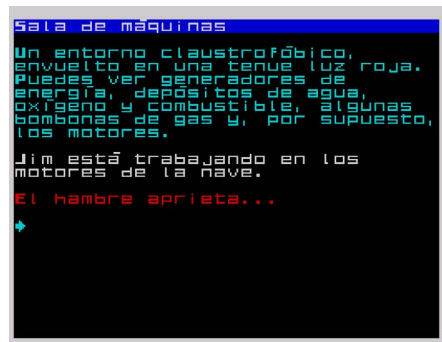 Sala de máquinas
Un entorno claustrofóbico,
envuelto en una tenue luz roja.
Puedes ver generadores de
energía, depósitos de agua,
oxígeno y combustible, algunas
bombonas de gas y, por supuesto,
los motores.
Jim está trabajando en los
motores de la nave.
El hambre aprieta...